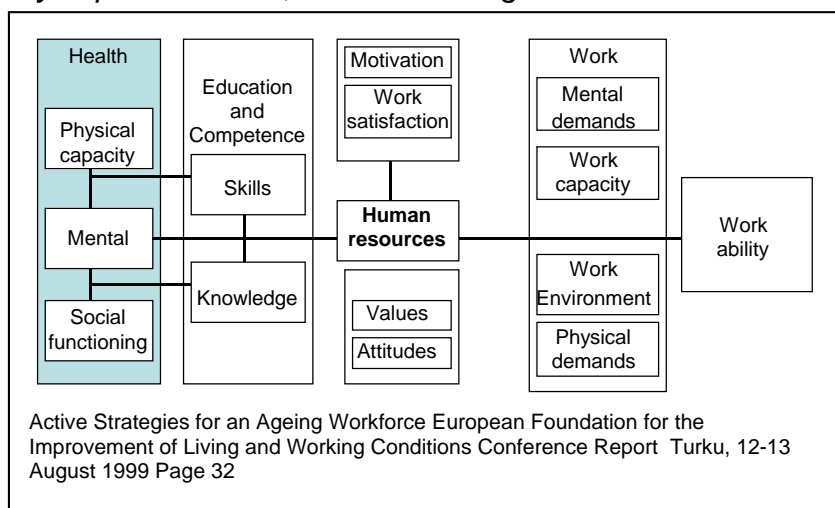 Health
Physical
capacity
Mental
Social
functioning
Education
and
Competence
Skills
Knowledge
Motivation
Work
satisfaction
Human
resources
Values
Attitudes
Work
Mental
demands
Work
capacity
Work
Environment
Physical
demands
Work
ability
Active Strategies for an Ageing Workforce European Foundation for the
Improvement of Living and Working Conditions Conference Report Turku, 12-13
August 1999 Page 32